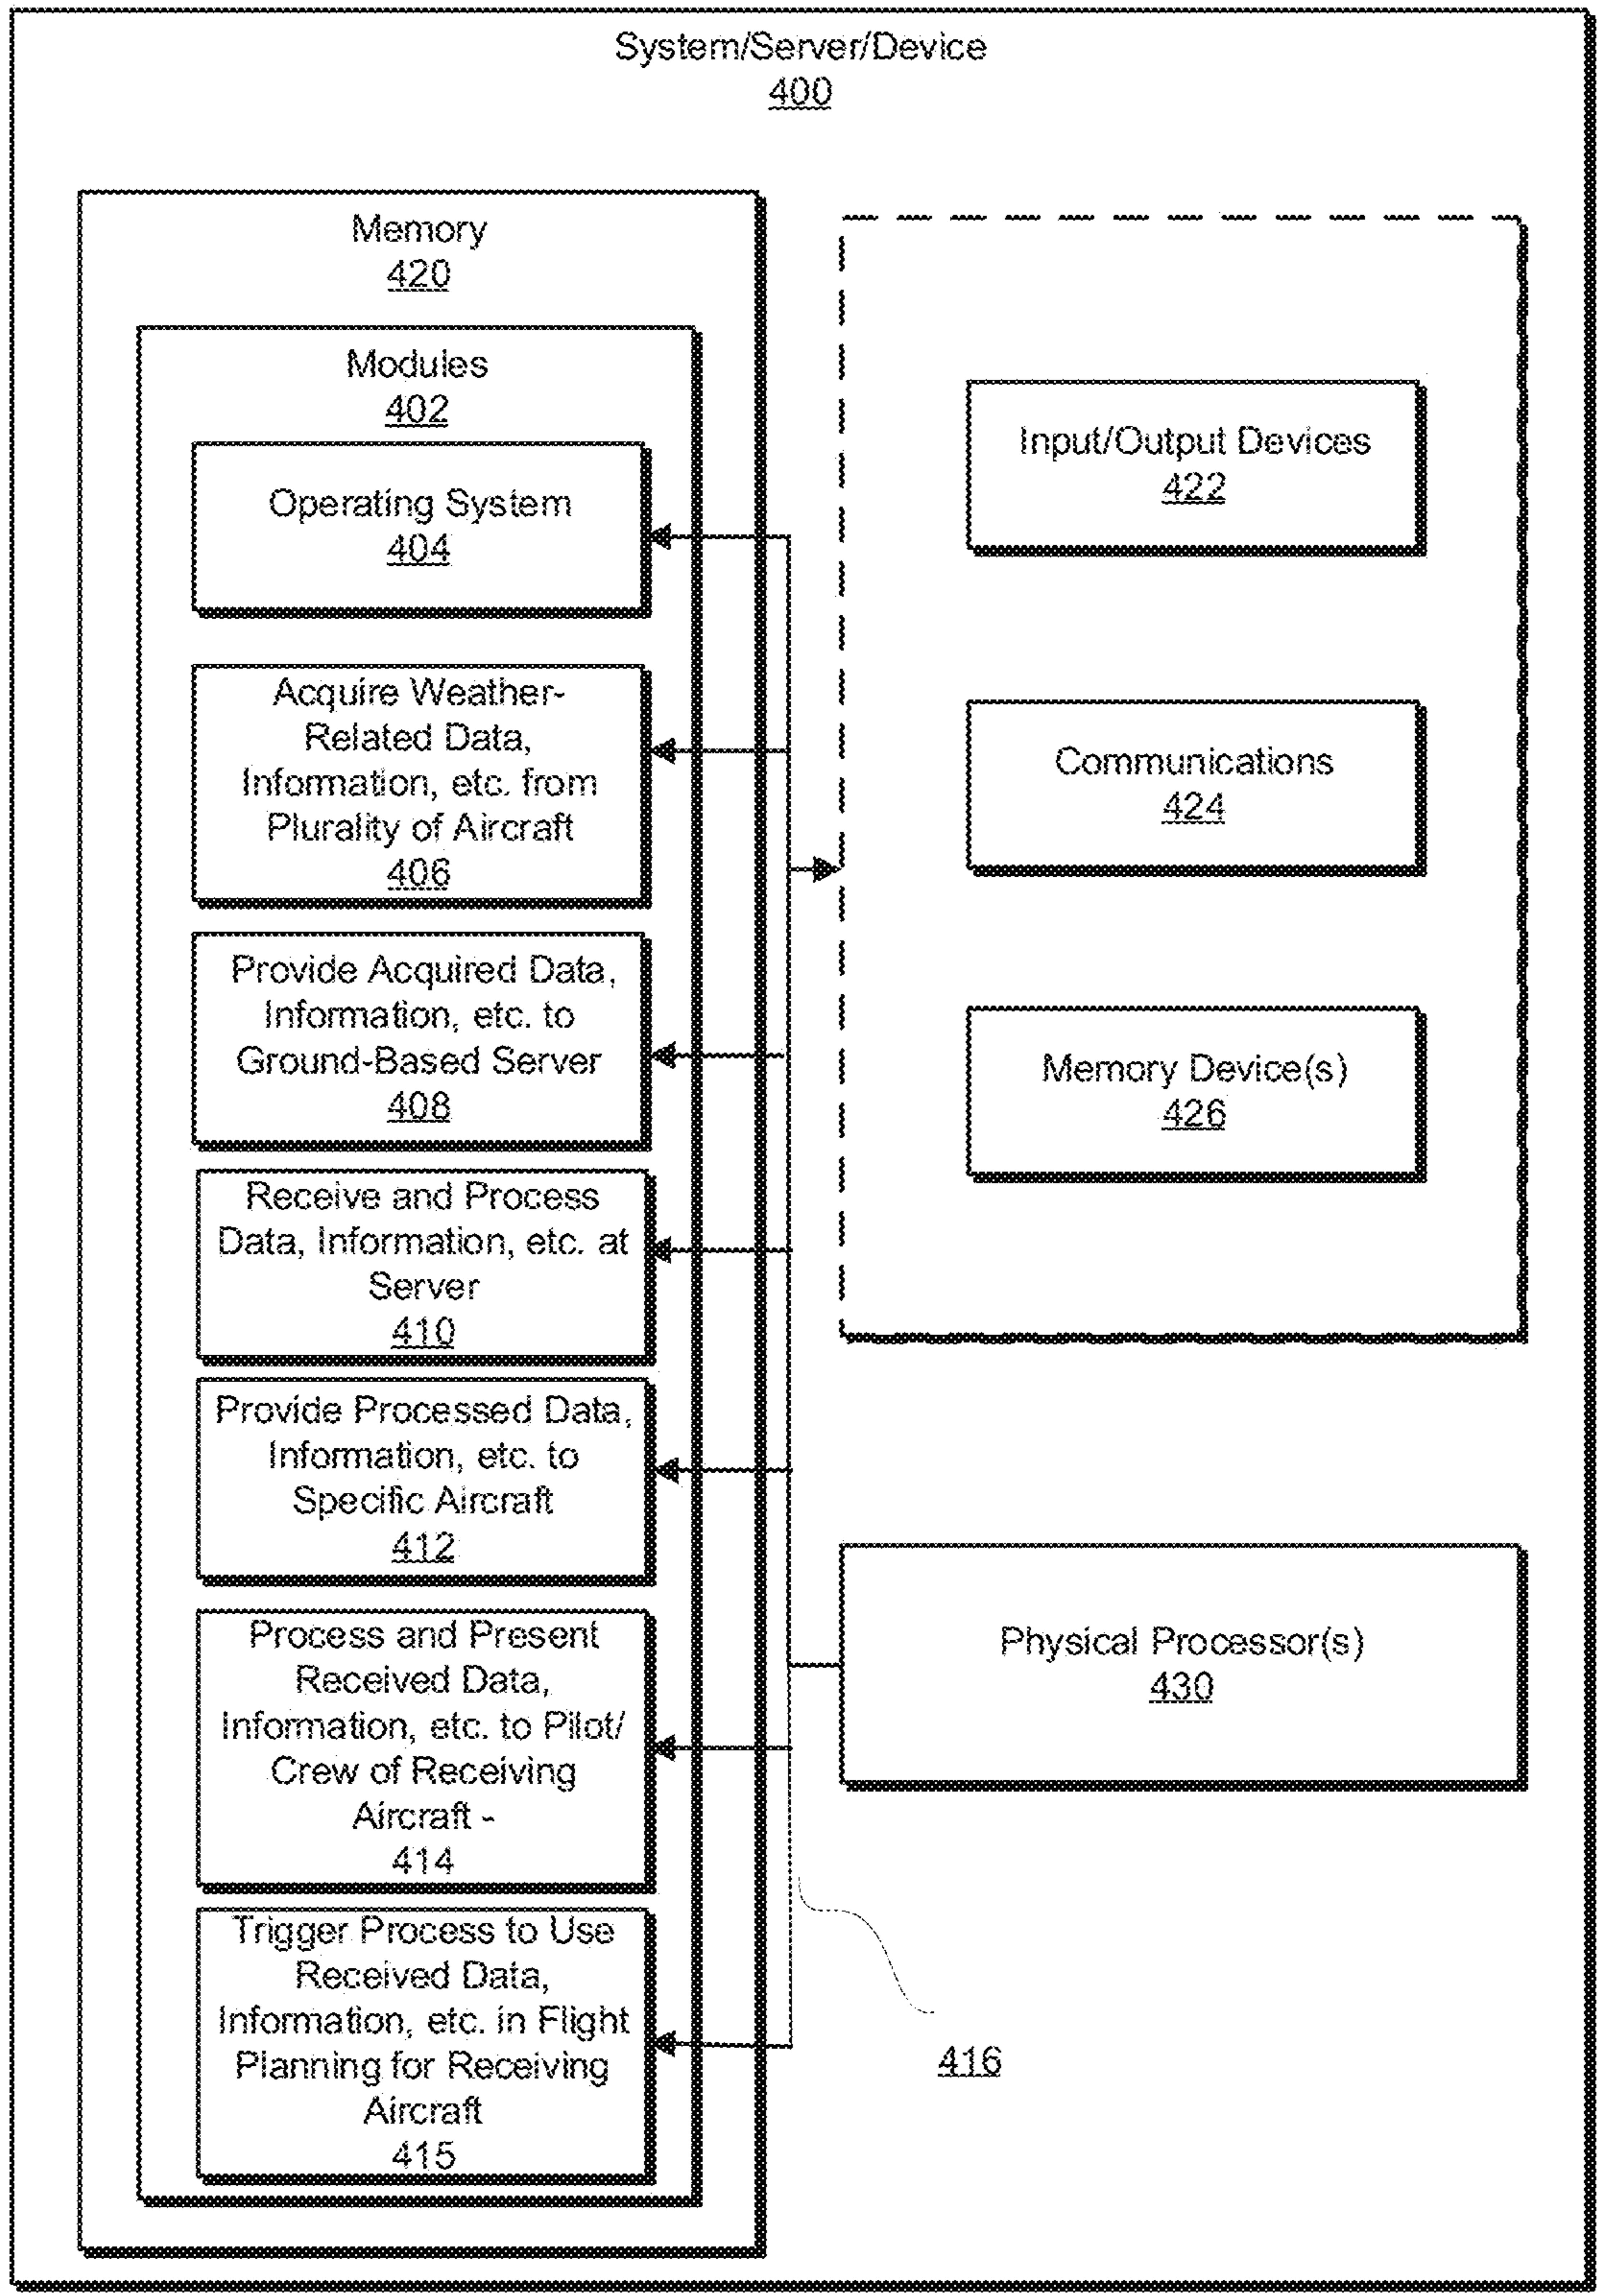 System/Server/Device
400
Memory
420
Modules
402
Operating System
404
Acquire Weather-
Related Data,
Information, etc. from
Plurality of Aircraft
406
Provide Acquired Data,
Information, etc. to
Ground-Based Server
408
Receive and Process
Data, Information, etc. at
Server
410
Provide Processed Data,
Information, etc. to
Specific Aircraft
412
Process and Present
Received Data,
Information, etc. to Pilot/
Crew of Receiving
Aircraft -
414
Trigger Process to Use
Received Data,
Information, etc. in Flight
Planning for Receiving
Aircraft
415
Input/Output Devices
422
Communications
424
Memory Device(s)
426
Physical Processor(s)
430
416